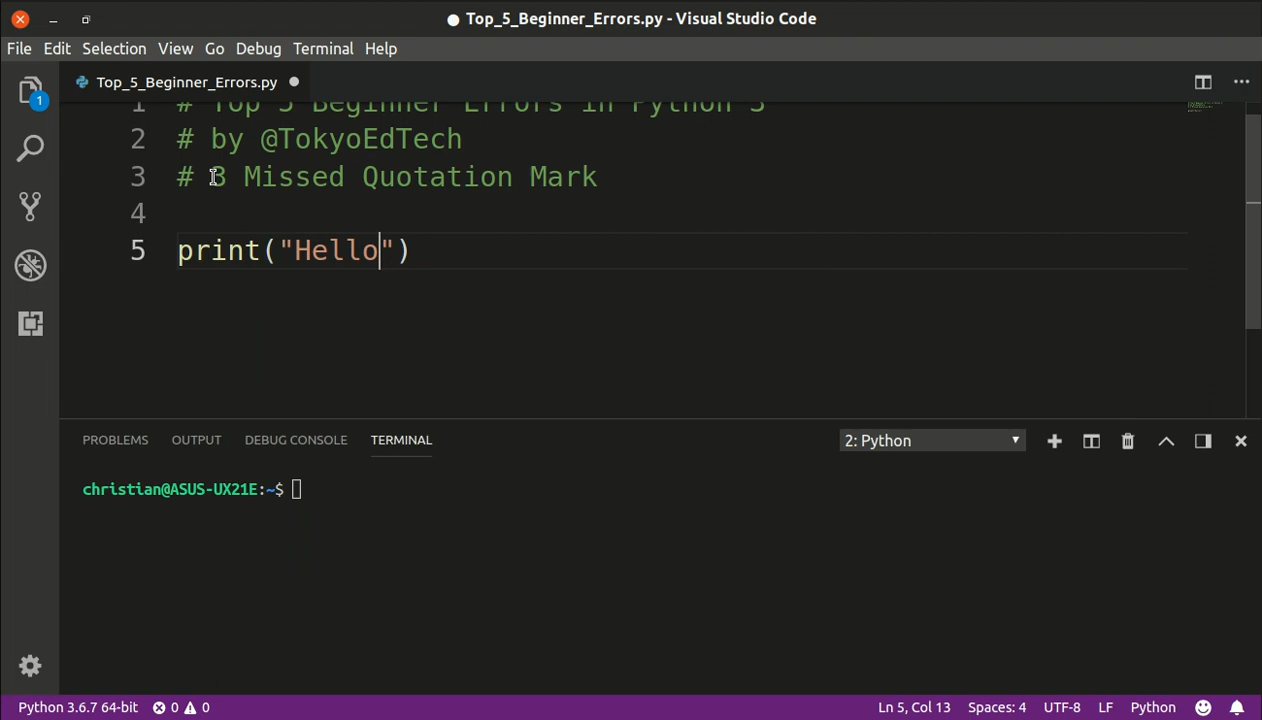 ● Top_5_Beginner_Errors.py - Visual Studio Code
File Edit Selection View Go Debug Terminal Help
Top_5_Beginner_Errors.py ●
1 # Top 5 Beginner Errors in Python 3
2 # by @TokyoEdTech
3 # 3 Missed Quotation Mark
4
5 print("Hello")
1
PROBLEMS OUTPUT DEBUG CONSOLE TERMINAL 2: Python
christian@ASUS-UX21E:~$
Python 3.6.7 64-bit 0 0 Ln 5, Col 13 Spaces: 4 UTF-8 LF Python